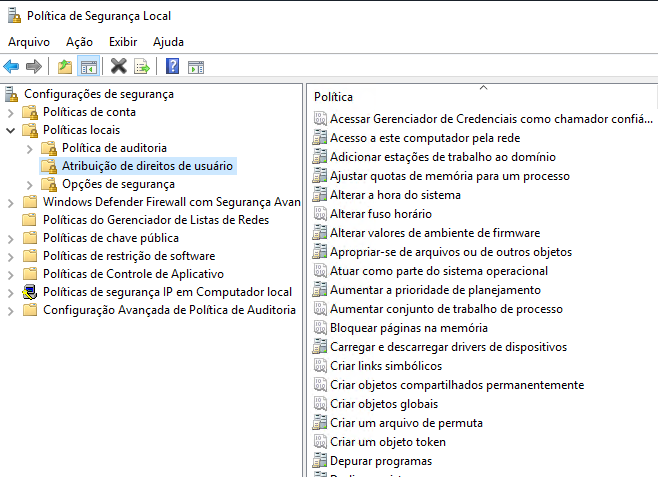 Política de Segurança Local
Arquivo Ação Exibir Ajuda
Configurações de segurança
Políticas de conta
Políticas locais
Política de auditoria
Atribuição de direitos de usuário
Opções de segurança
Windows Defender Firewall com Segurança Avan
Políticas do Gerenciador de Listas de Redes
Políticas de chave pública
Políticas de restrição de software
Políticas de Controle de Aplicativo
Políticas de segurança IP em Computador local
Configuração Avançada de Política de Auditoria
Política
Acessar Gerenciador de Credenciais como chamador confiá...
Acesso a este computador pela rede
Adicionar estações de trabalho ao domínio
Ajustar quotas de memória para um processo
Alterar a hora do sistema
Alterar fuso horário
Alterar valores de ambiente de firmware
Apropriar-se de arquivos ou de outros objetos
Atuar como parte do sistema operacional
Aumentar a prioridade de planejamento
Aumentar conjunto de trabalho de processo
Bloquear páginas na memória
Carregar e descarregar drivers de dispositivos
Criar links simbólicos
Criar objetos compartilhados permanentemente
Criar objetos globais
Criar um arquivo de permuta
Criar um objeto token
Depurar programas